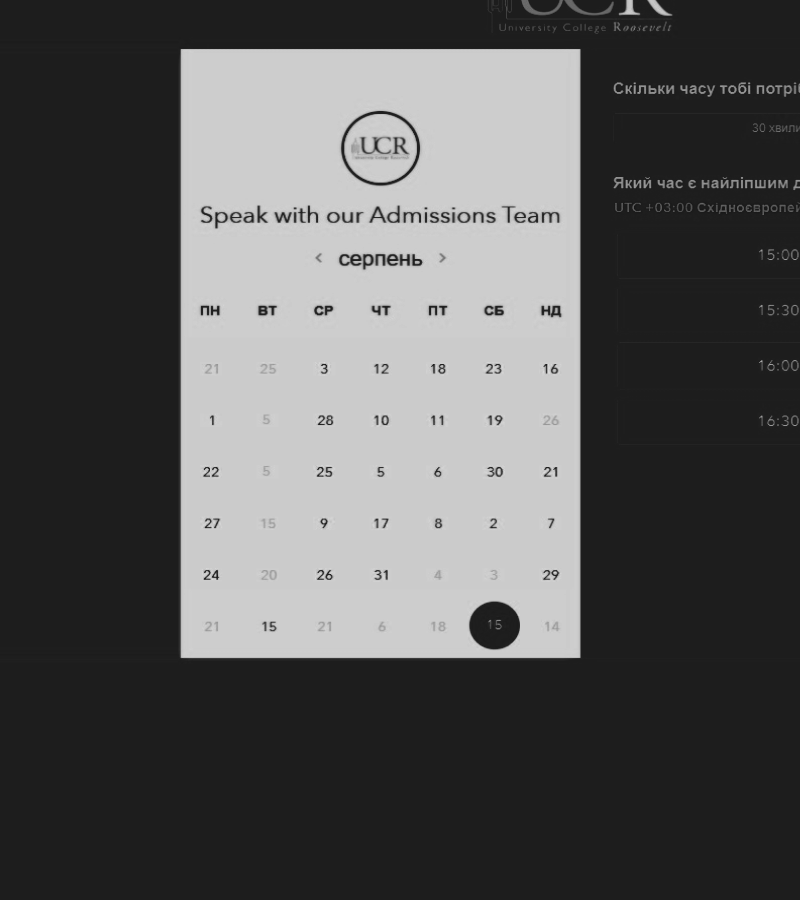 UCR
University College Roosevelt
UCR
Speak with our Admissions Team
< серпень >
ПН ВТ СР ЧТ ПТ СБ НД
21 25 3 12 18 23 16
1 5 28 10 11 19 26
22 5 25 5 6 30 21
27 15 9 17 8 2 7
24 20 26 31 4 3 29
21 15 21 6 18 15 14
Скільки часу тобі потріб
30 хвили
Який час є найліпшим д
UTC +03:00 Східноєвропей
15:00
15:30
16:00
16:30